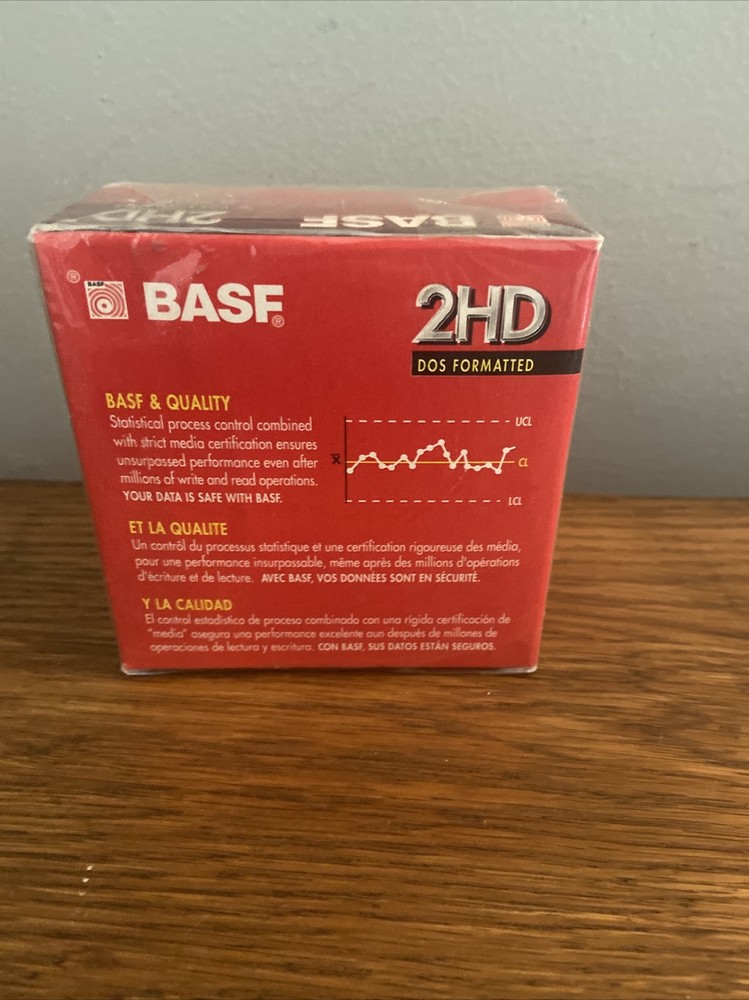 2HD BASF
® BASF BASF®
2HD
DOS FORMATTED
BASF & QUALITY
Statistical process control combined
with strict media certification ensures
unsurpassed performance even after
millions of write and read operations.
YOUR DATA IS SAFE WITH BASF.
UCL
X̄
CL
LCL
ET LA QUALITE
Un contrôl du processus statistique et une certification rigoureuse des média,
pour une performance insurpassable, même après des millions d'opérations
d'écriture et de lecture. AVEC BASF, VOS DONNÉES SONT EN SÉCURITÉ.
Y LA CALIDAD
El control estadístico de proceso combinado con una rígida certificación de
"media" asegura una performance excelente aun después de millones de
operaciones de lectura y escritura. CON BASF, SUS DATOS ESTÁN SEGUROS.